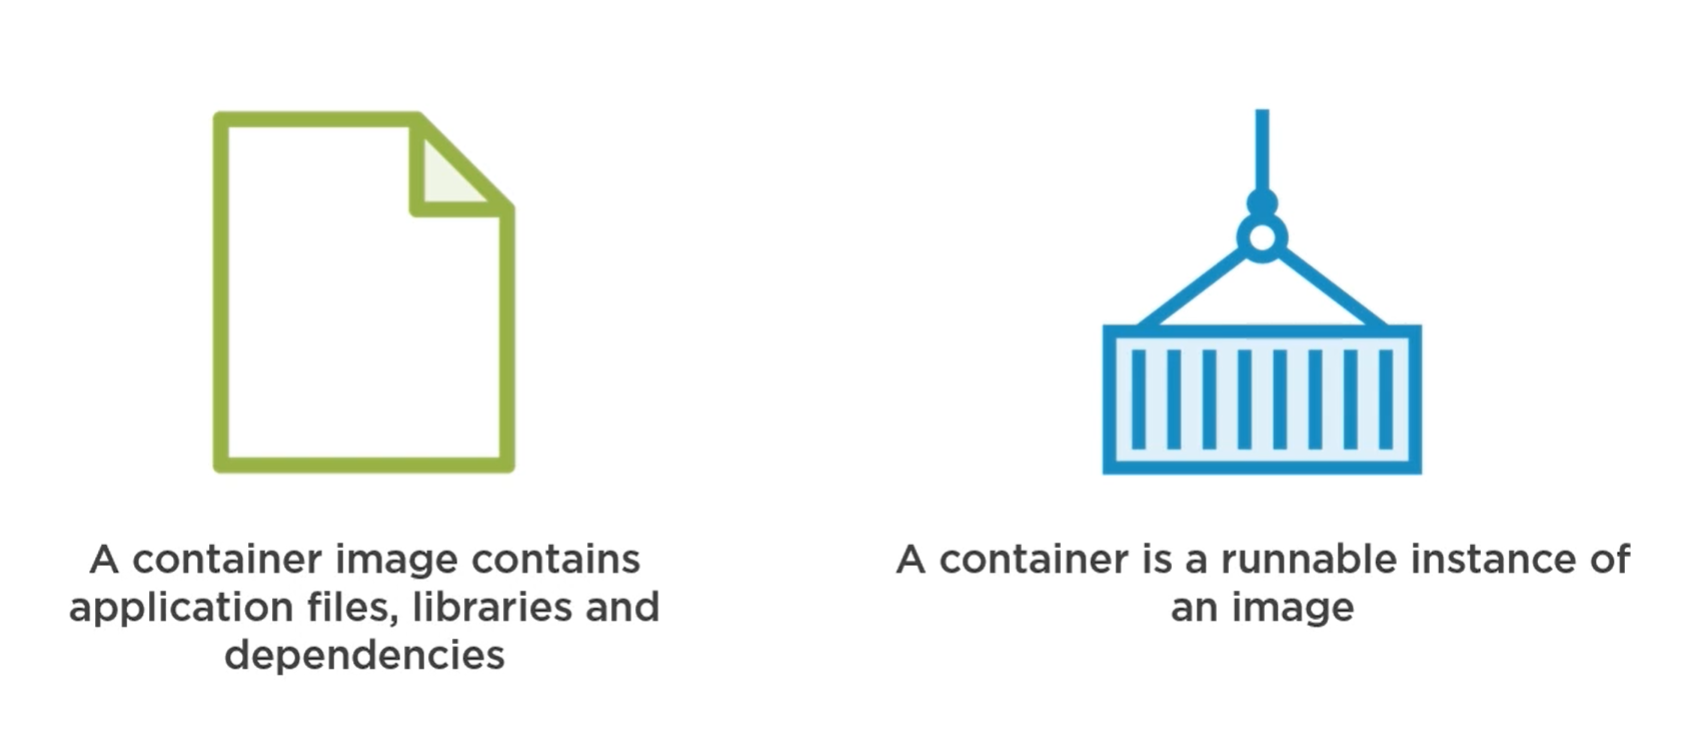 A container image contains
application files, libraries and
dependencies
A container is a runnable instance of
an image